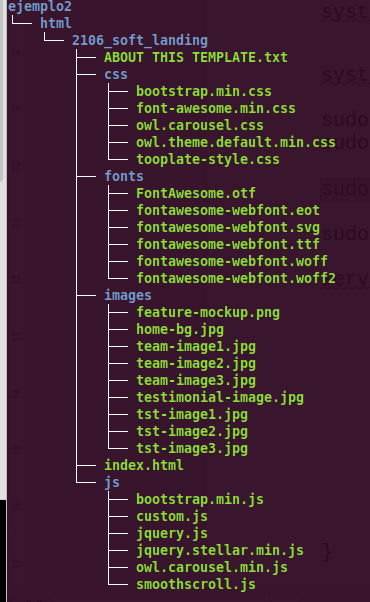 ejemplo2
html
2106_soft_landing
ABOUT THIS TEMPLATE.txt
css
bootstrap.min.css
font-awesome.min.css
owl.carousel.css
owl.theme.default.min.css
tooplate-style.css
fonts
FontAwesome.otf
fontawesome-webfont.eot
fontawesome-webfont.svg
fontawesome-webfont.ttf
fontawesome-webfont.woff
fontawesome-webfont.woff2
images
feature-mockup.png
home-bg.jpg
team-image1.jpg
team-image2.jpg
team-image3.jpg
testimonial-image.jpg
tst-image1.jpg
tst-image2.jpg
tst-image3.jpg
index.html
js
bootstrap.min.js
custom.js
jquery.js
jquery.stellar.min.js
owl.carousel.min.js
smoothscroll.js
syst
syst
sudo
sudo
sudo
sudo
erv
}